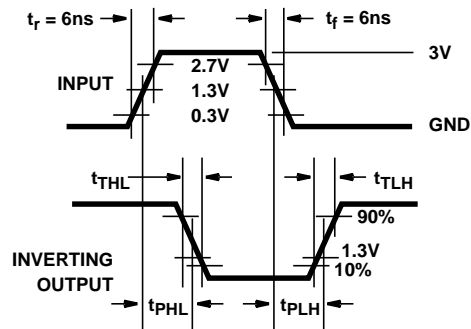 tr = 6ns
tf = 6ns
3V
2.7V
INPUT
1.3V
0.3V
GND
tTHL
tTLH
90%
INVERTING
OUTPUT
1.3V
10%
tPHL
tPLH